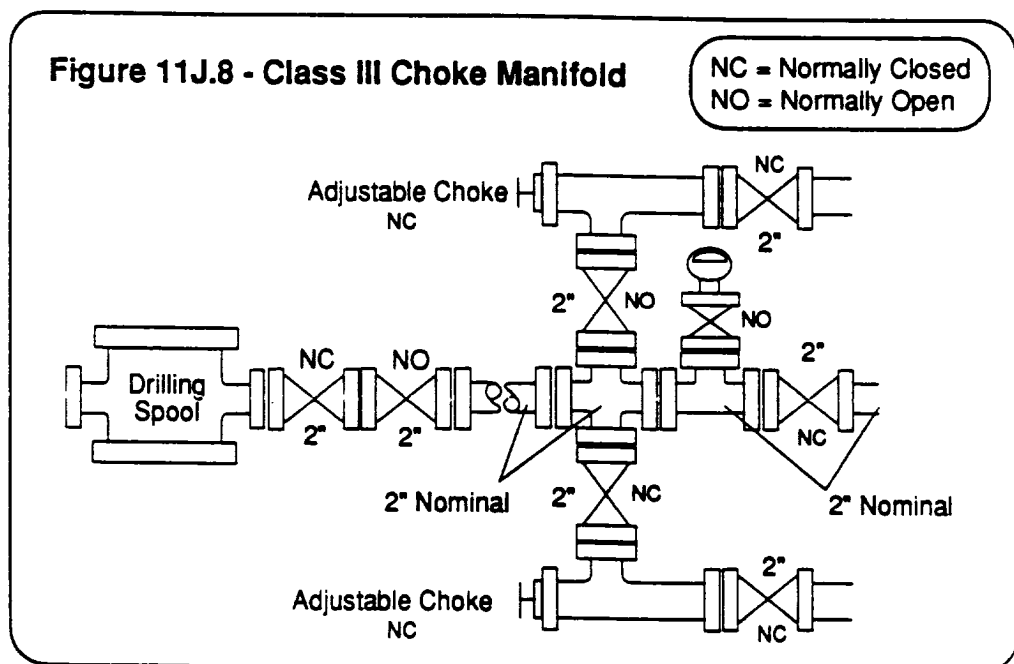 Figure 11J.8 - Class III Choke Manifold
NC = Normally Closed
NO = Normally Open
Adjustable Choke
NC
NC
2"
2"
NO
NO
2"
NC
NO
Drilling
Spool
2"
2"
NC
2" Nominal
2"
NC
2" Nominal
Adjustable Choke
NC
2"
NC